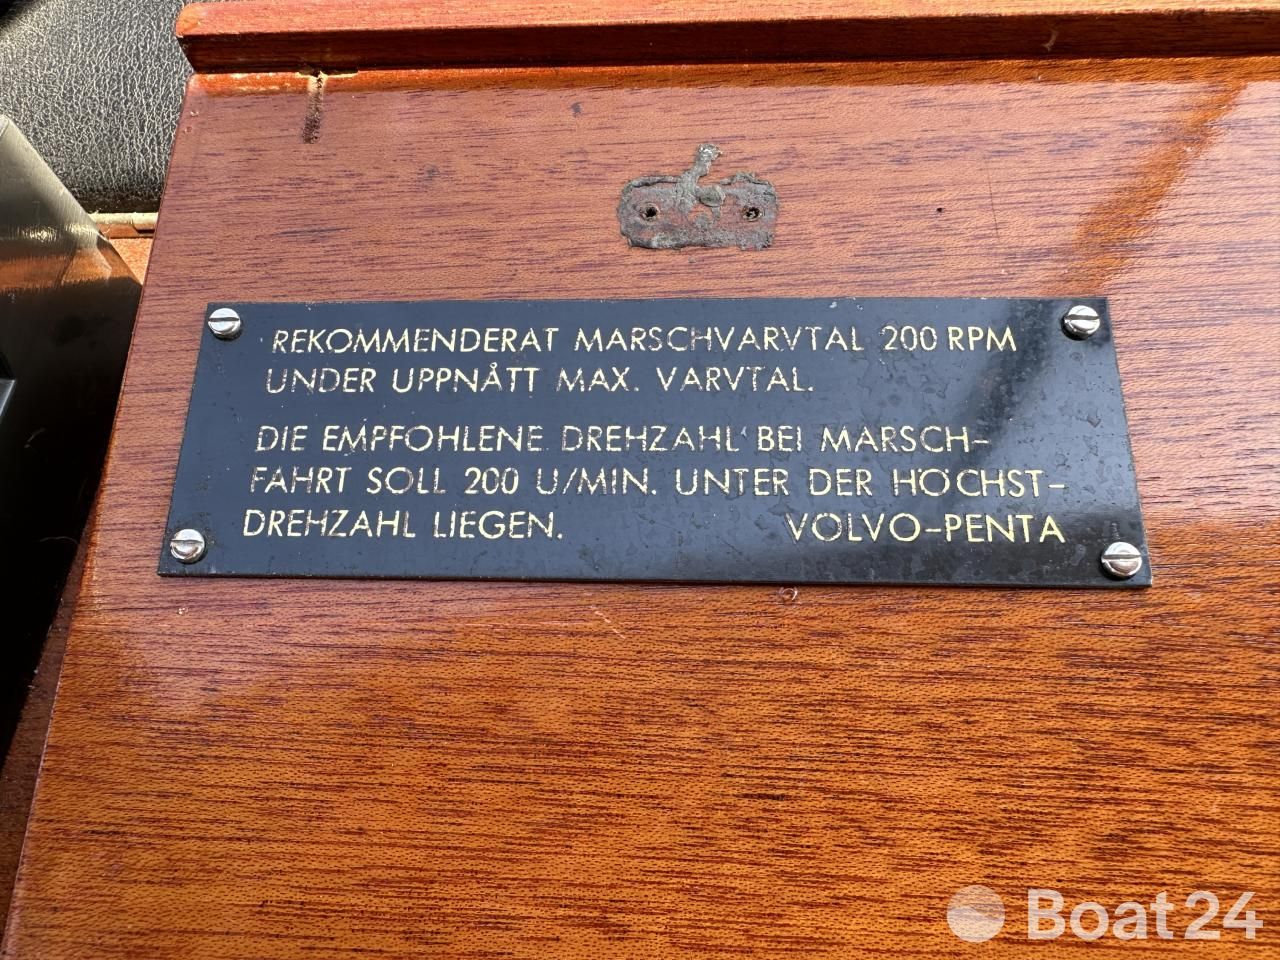 REKOMMENDERAT MARSCHVARVTAL 200 RPM
UNDER UPPNÅTT MAX. VARVTAL.
DIE EMPFOHLENE DREHZAHL BEI MARSCH-
FAHRT SOLL 200 U/MIN. UNTER DER HÖCHST-
DREHZAHL LIEGEN. VOLVO-PENTA
Boat24